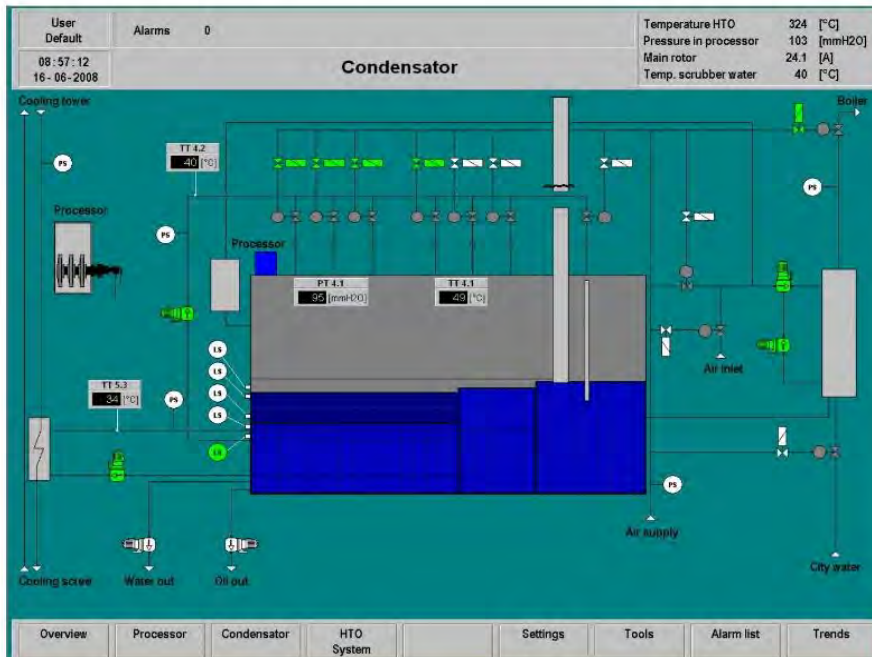 User
Default
Alarms 0
08:57:12
16-06-2008
Condensator
Temperature HTO 324 [°C]
Pressure in processor 103 [mmH2O]
Main rotor 24.1 [A]
Temp. scrubber water 40 [°C]
Cooling tower
Boiler
TT 4.2
40 [°C]
PS
PS
Processor
PS
Processor
PT 4.1
95 [mmH2O]
TT 4.1
49 [°C]
LS
LS
Air inlet
TT 5.3
34 [°C]
PS
LS
LS
LS
PS
Air supply
Cooling screw
Water out
Oil out
City water
Overview
Processor
Condensator
HTO
System
Settings
Tools
Alarm list
Trends